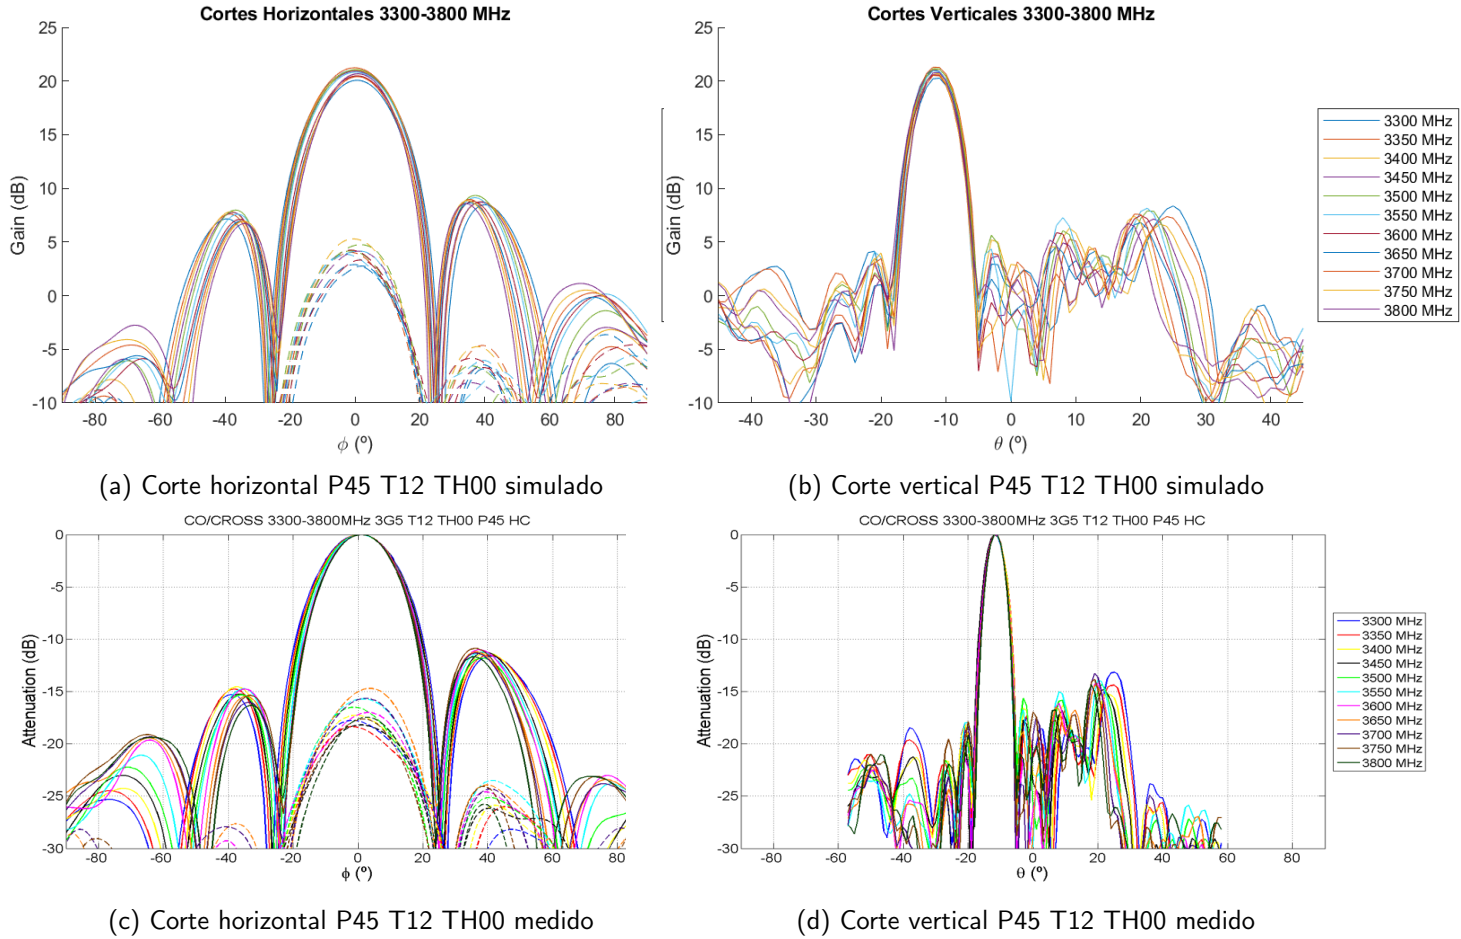 Cortes Horizontales 3300-3800 MHz
25
20
15
10
5
0
-5
-10
Gain (dB)
-80
-60
-40
-20
0
20
40
60
80
ϕ (º)
(a) Corte horizontal P45 T12 TH00 simulado
Cortes Verticales 3300-3800 MHz
25
20
15
10
5
0
-5
-10
Gain (dB)
-40
-30
-20
-10
0
10
20
30
40
θ (º)
3300 MHz
3350 MHz
3400 MHz
3450 MHz
3500 MHz
3550 MHz
3600 MHz
3650 MHz
3700 MHz
3750 MHz
3800 MHz
(b) Corte vertical P45 T12 TH00 simulado
CO/CROSS 3300-3800MHz 3G5 T12 TH00 P45 HC
0
-5
-10
-15
-20
-25
-30
Attenuation (dB)
-80
-60
-40
-20
0
20
40
60
80
ϕ (º)
(c) Corte horizontal P45 T12 TH00 medido
CO/CROSS 3300-3800MHz 3G5 T12 TH00 P45 HC
0
-5
-10
-15
-20
-25
-30
Attenuation (dB)
-80
-60
-40
-20
0
20
40
60
80
θ (º)
3300 MHz
3350 MHz
3400 MHz
3450 MHz
3500 MHz
3550 MHz
3600 MHz
3650 MHz
3700 MHz
3750 MHz
3800 MHz
(d) Corte vertical P45 T12 TH00 medido